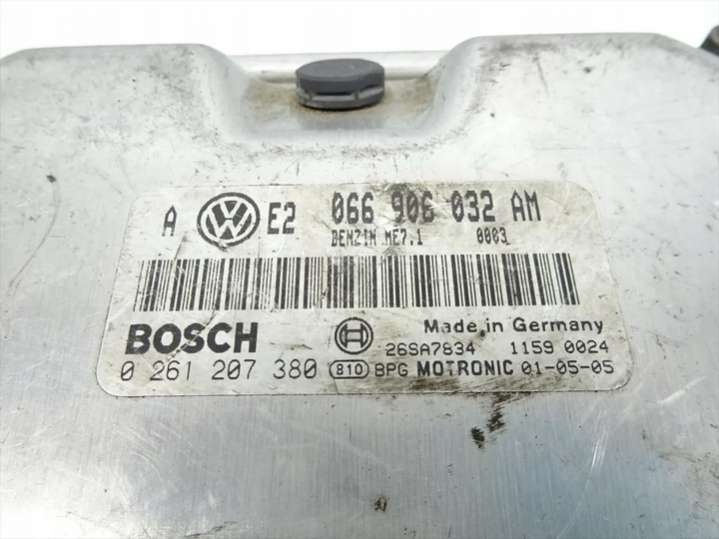 A VW E2 066 906 032 AM
BENZIN ME7.1 0003
BOSCH Made in Germany
26SA7834 1159 0024
0 261 207 380 810 BPG MOTRONIC 01-05-05